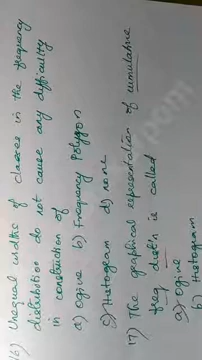 16) Unequal widths of classes in the frequency
distribution do not cause any difficulty
in construction of
a) ogive b) Frequency Polygon
c) Histogram d) none
17) The graphical representation of cumulative
freq distbn is called
a) ogive
b) Histogram